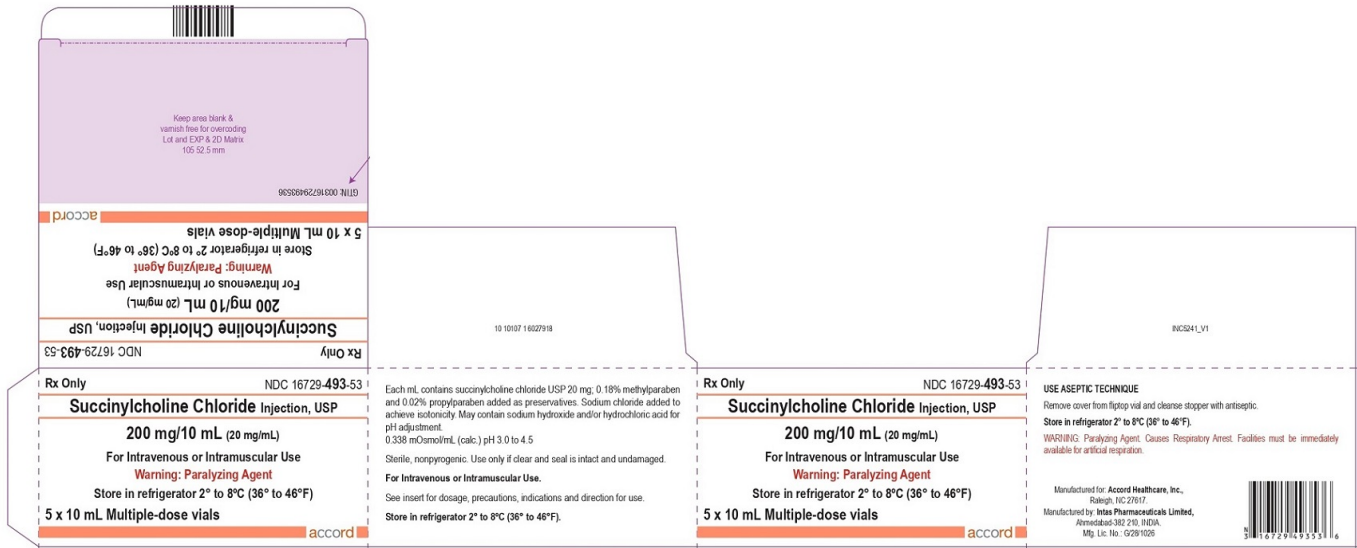 Keep area blank &
varnish free for overcoding
Lot and EXP & 2D Matrix
105 52.5 mm
GTIN: 00316729493536
accord
5 x 10 mL Multiple-dose vials
Store in refrigerator 2° to 8ºC (36° to 46ºF)
Warning: Paralyzing Agent
For Intravenous or Intramuscular Use
200 mg/10 mL (20 mg/mL)
Succinylcholine Chloride Injection, USP
Rx Only NDC 16729-493-53
10 10107 1 6027918
INC5241_V1
Rx Only NDC 16729-493-53
Succinylcholine Chloride Injection, USP
200 mg/10 mL (20 mg/mL)
For Intravenous or Intramuscular Use
Warning: Paralyzing Agent
Store in refrigerator 2° to 8ºC (36° to 46ºF)
5 x 10 mL Multiple-dose vials
accord
Each mL contains succinylcholine chloride USP 20 mg; 0.18% methylparaben
and 0.02% propylparaben added as preservatives. Sodium chloride added to
achieve isotonicity. May contain sodium hydroxide and/or hydrochloric acid for
pH adjustment.
0.338 mOsmol/mL (calc.) pH 3.0 to 4.5
Sterile, nonpyrogenic. Use only if clear and seal is intact and undamaged.
For Intravenous or Intramuscular Use.
See insert for dosage, precautions, indications and direction for use.
Store in refrigerator 2° to 8ºC (36° to 46ºF).
Rx Only NDC 16729-493-53
Succinylcholine Chloride Injection, USP
200 mg/10 mL (20 mg/mL)
For Intravenous or Intramuscular Use
Warning: Paralyzing Agent
Store in refrigerator 2° to 8ºC (36° to 46ºF)
5 x 10 mL Multiple-dose vials
accord
USE ASEPTIC TECHNIQUE
Remove cover from fliptop vial and cleanse stopper with antiseptic.
Store in refrigerator 2° to 8ºC (36° to 46ºF).
WARNING: Paralyzing Agent. Causes Respiratory Arrest. Facilities must be immediately
available for artificial respiration.
Manufactured for: Accord Healthcare, Inc.,
Raleigh, NC 27617.
Manufactured by: Intas Pharmaceuticals Limited,
Ahmedabad-382 210, INDIA.
Mfg. Lic. No.: G/28/1026
N
3 16729 49353 6